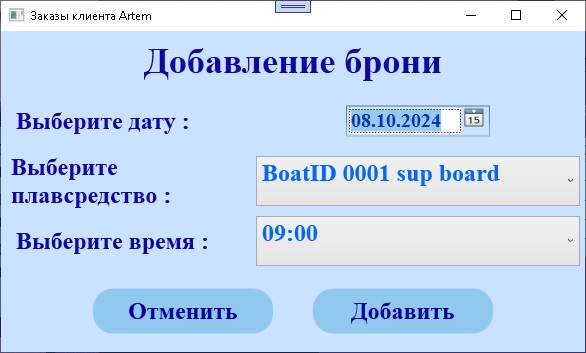 Заказы клиента Artem
Добавление брони
Выберите дату :
08.10.2024
15
Выберите
плавсредство :
BoatID 0001 sup board
Выберите время :
09:00
Отменить
Добавить